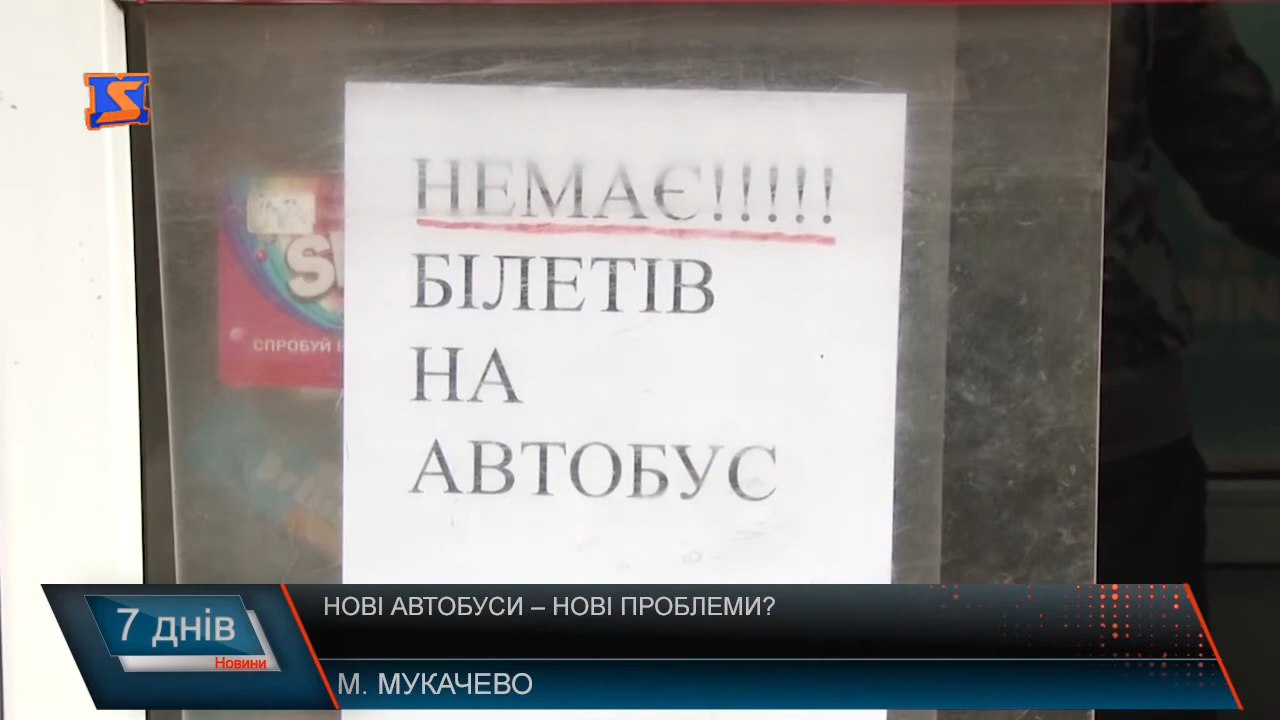 НЕМАЄ!!!!!
БІЛЕТІВ
НА
АВТОБУС
СПРОБУЙ
НОВІ АВТОБУСИ – НОВІ ПРОБЛЕМИ?
7 днів
Новини
М. МУКАЧЕВО